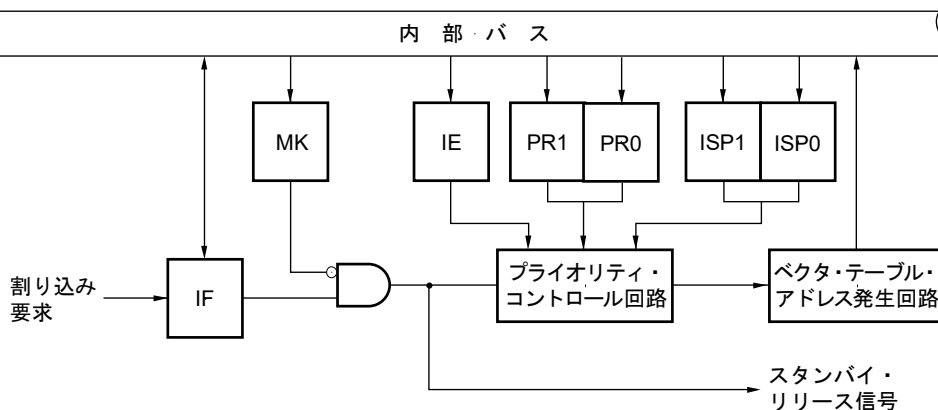 内部バス
MK
IE
PR1
PR0
ISP1
ISP0
割り込み
要求
IF
プライオリティ・
コントロール回路
ベクタ・テーブル・
アドレス発生回路
スタンバイ・
リリース信号